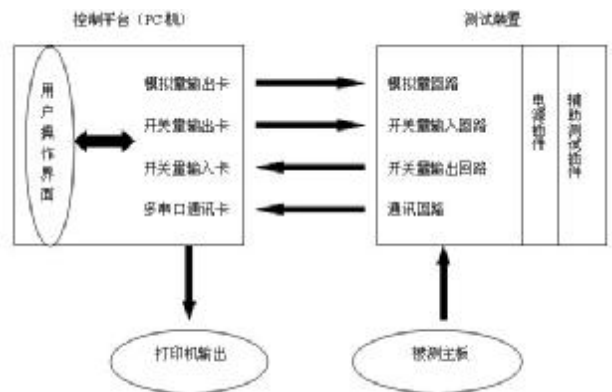 控制平台(PC机)
测试装置
用户操作界面
模拟量输出卡
开关量输出卡
开关量输入卡
多串口通讯卡
模拟量回路
开关量输入回路
开关量输出回路
通讯回路
电源插件
辅助测试插件
打印机输出
被测主板